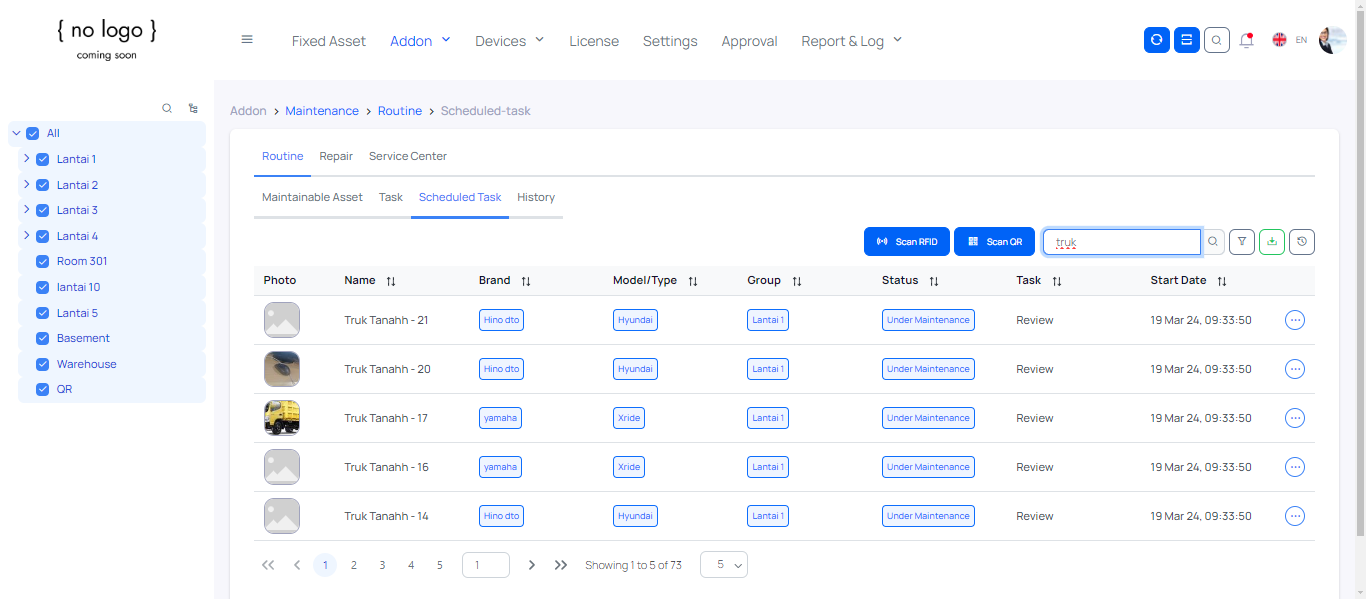 { no logo }
coming soon
Fixed Asset Addon Devices License Settings Approval Report & Log EN
Addon > Maintenance > Routine > Scheduled-task
All
Lantai 1
Lantai 2
Lantai 3
Lantai 4
Room 301
lantai 10
Lantai 5
Basement
Warehouse
QR
Routine Repair Service Center
Maintainable Asset Task Scheduled Task History
Scan RFID Scan QR truk
Photo Name Brand Model/Type Group Status Task Start Date
Truk Tanahh - 21 Hino dto Hyundai Lantai 1 Under Maintenance Review 19 Mar 24, 09:33:50
Truk Tanahh - 20 Hino dto Hyundai Lantai 1 Under Maintenance Review 19 Mar 24, 09:33:50
Truk Tanahh - 17 yamaha Xride Lantai 1 Under Maintenance Review 19 Mar 24, 09:33:50
Truk Tanahh - 16 yamaha Xride Lantai 1 Under Maintenance Review 19 Mar 24, 09:33:50
Truk Tanahh - 14 Hino dto Hyundai Lantai 1 Under Maintenance Review 19 Mar 24, 09:33:50
1 2 3 4 5 1 Showing 1 to 5 of 73 5